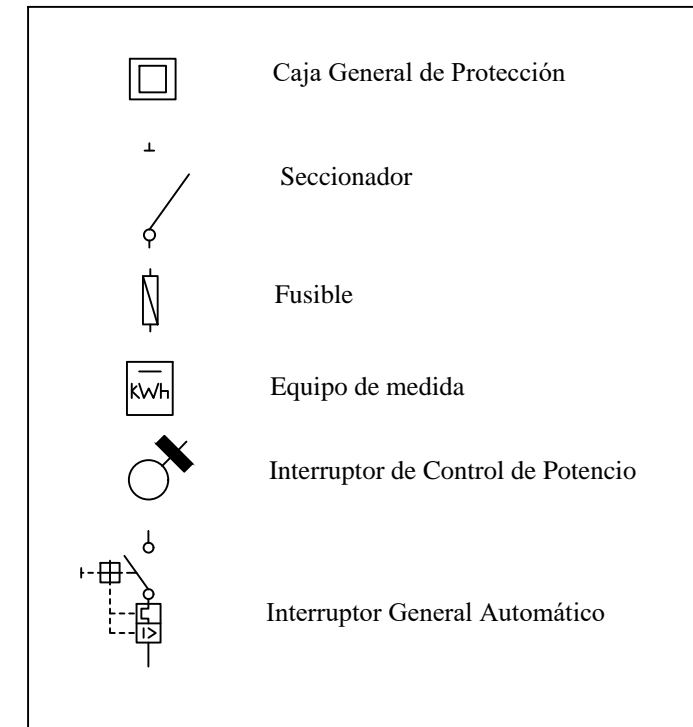 Caja General de Protección
Seccionador
Fusible
KWh
Equipo de medida
Interruptor de Control de Potencio
Interruptor General Automático
I>